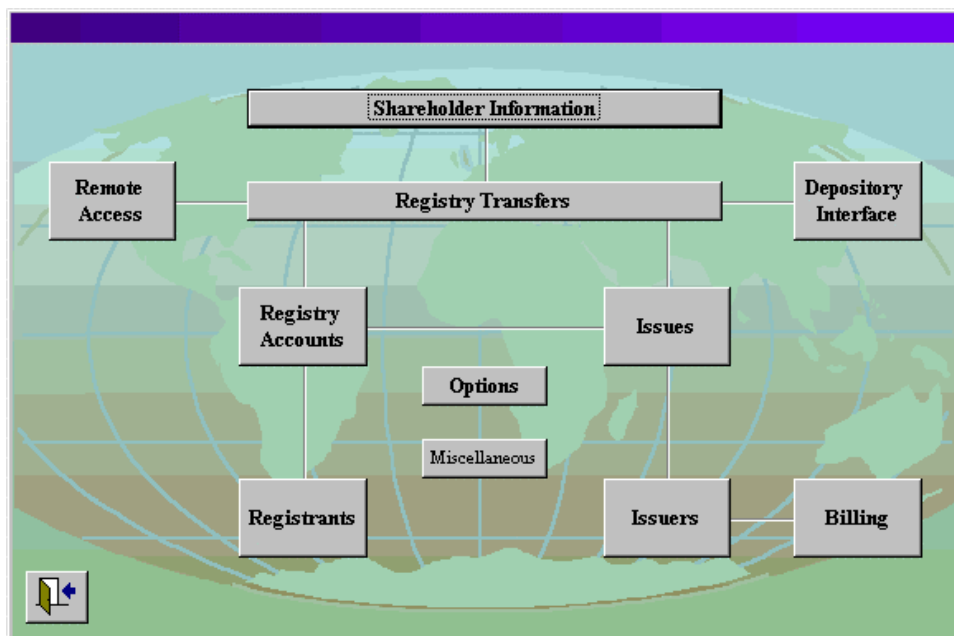 Shareholder Information
Remote
Access
Registry Transfers
Depository
Interface
Registry
Accounts
Issues
Options
Miscellaneous
Registrants
Issuers
Billing